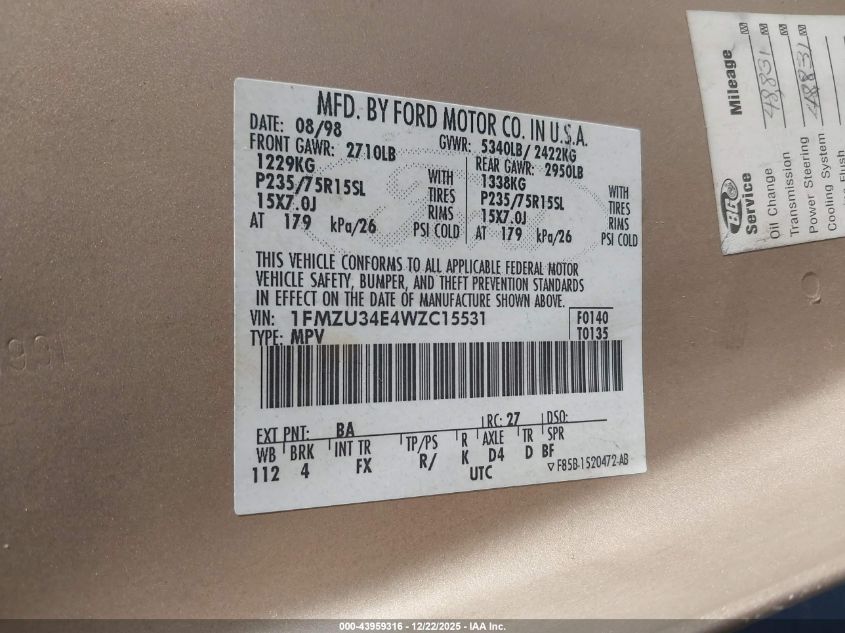 MFD. BY FORD MOTOR CO. IN U.S.A.
DATE: 08/98 GVWR: 5340LB/ 2422KG
FRONT GAWR: 2710LB REAR GAWR: 2950LB
1229KG WITH 1338KG WITH
P235/75R15SL TIRES P235/75R15SL TIRES
15X7.0J RIMS 15X7.0J RIMS
AT 179 kPa/26 PSI COLD AT 179 kPa/26 PSI COLD
THIS VEHICLE CONFORMS TO ALL APPLICABLE FEDERAL MOTOR
VEHICLE SAFETY, BUMPER, AND THEFT PREVENTION STANDARDS
IN EFFECT ON THE DATE OF MANUFACTURE SHOWN ABOVE.
VIN: 1FMZU34E4WZC15531 F0140
TYPE: MPV T0135
EXT PNT: BA RC: 27 DSO:
WB BRK INT TR TP/PS R AXLE TR SPR
112 4 FX R/ K D4 D BF
UTC F85B-1520472-AB
BG Service Mileage
Oil Change 48831
Transmission
Power Steering 48831
Cooling System
Flush
000-43959316 - 12/22/2025 - IAA Inc.